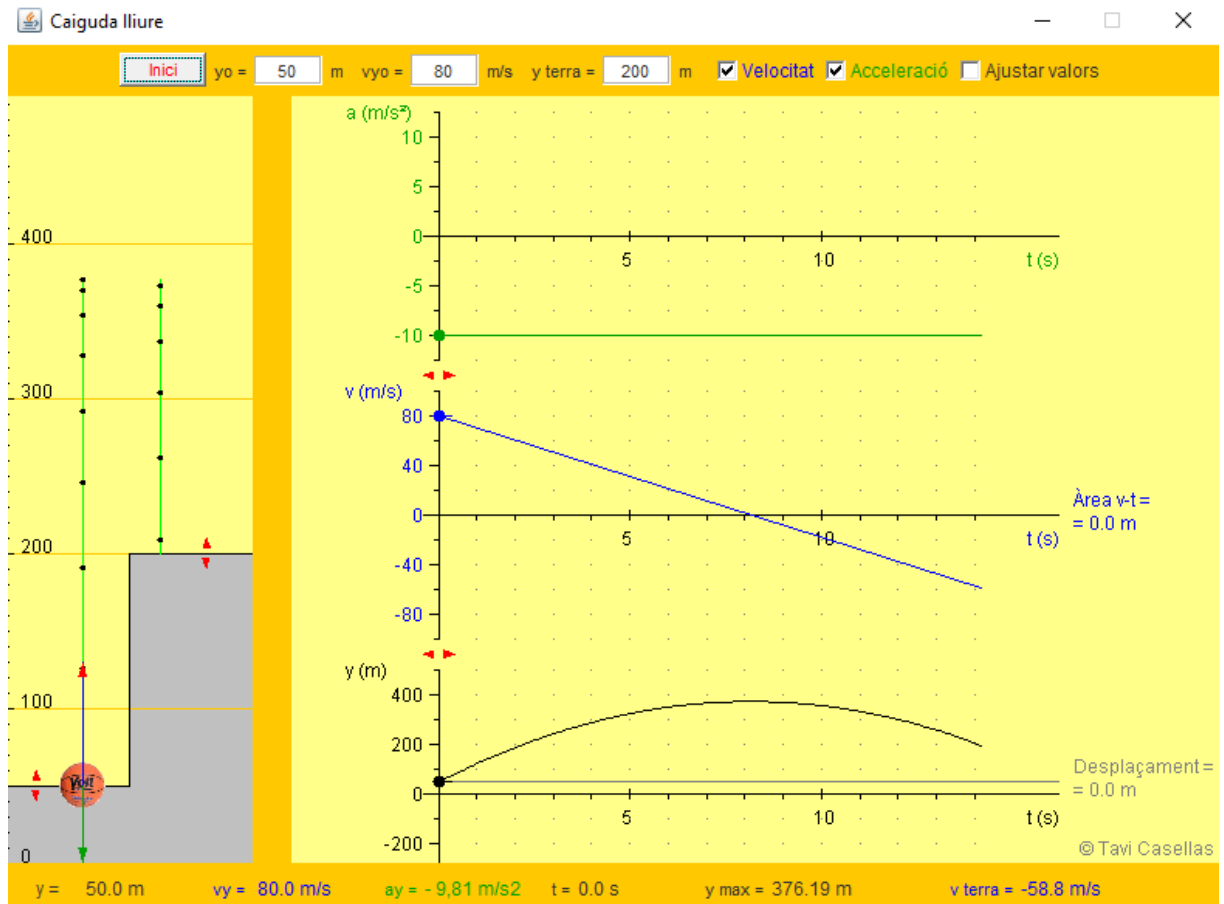 Caiguda lliure
Inici yo = 50 m vyo = 80 m/s y terra = 200 m Velocitat Acceleració Ajustar valors
400
300
200
100
0
Voit
a (m/s²)
10
5
0
-5
-10
5 10 t (s)
v (m/s)
80
40
0
-40
-80
5 10 t (s)
Àrea v-t =
= 0.0 m
y (m)
400
200
0
-200
5 10 t (s)
Desplaçament =
= 0.0 m
© Tavi Casellas
y = 50.0 m vy = 80.0 m/s ay = - 9,81 m/s2 t = 0.0 s y max = 376.19 m v terra = -58.8 m/s